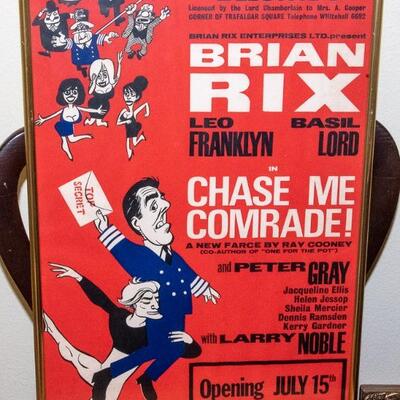 Licensed by the Lord Chamberlain to Mrs. A. Cooper
CORNER OF TRAFALGAR SQUARE Telephone Whitehall 6692
BRIAN RIX ENTERPRISES LTD. present
BRIAN
RIX
LEO BASIL
FRANKLYN LORD
IN
CHASE ME
COMRADE!
A NEW FARCE BY RAY COONEY
(CO-AUTHOR OF "ONE FOR THE POT")
and PETER GRAY
Jacqueline Ellis
Helen Jessop
Sheila Mercier
Dennis Ramsden
Kerry Gardner
with LARRY
NOBLE
TOP
SECRET
Opening JULY 15th